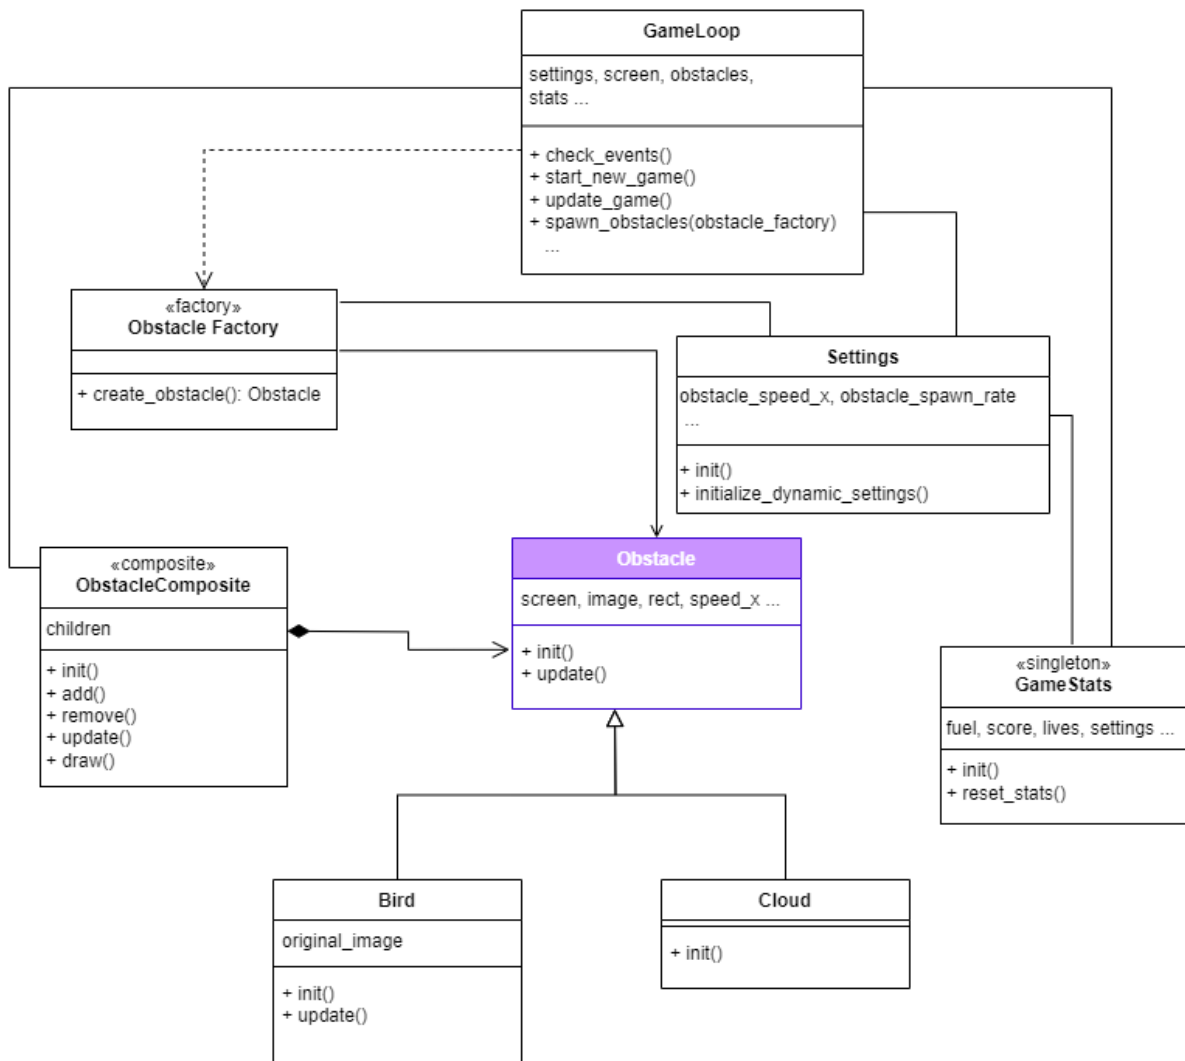 GameLoop
settings, screen, obstacles,
stats ...
+ check_events()
+ start_new_game()
+ update_game()
+ spawn_obstacles(obstacle_factory)
...
«factory»
Obstacle Factory
+ create_obstacle(): Obstacle
Settings
obstacle_speed_x, obstacle_spawn_rate
...
+ init()
+ initialize_dynamic_settings()
«composite»
ObstacleComposite
children
+ init()
+ add()
+ remove()
+ update()
+ draw()
Obstacle
screen, image, rect, speed_x ...
+ init()
+ update()
«singleton»
GameStats
fuel, score, lives, settings ...
+ init()
+ reset_stats()
Bird
original_image
+ init()
+ update()
Cloud
+ init()